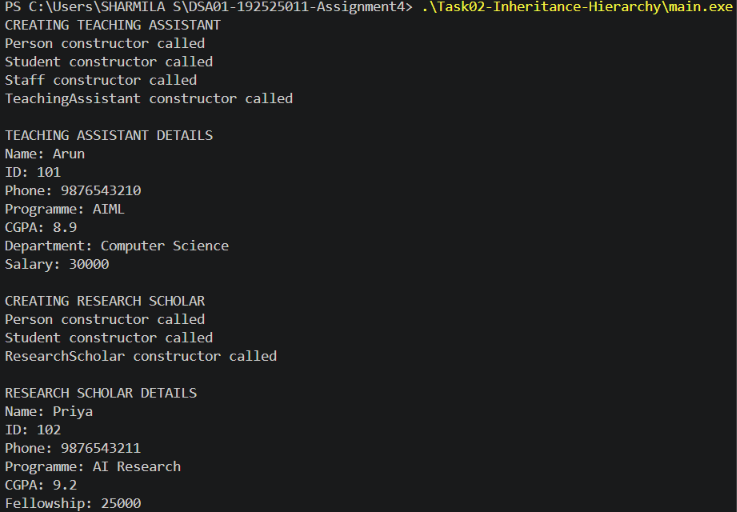 PS C:\Users\SHARMILA S\DSA01-192525011-Assignment4> .\Task02-Inheritance-Hierarchy\main.exe
CREATING TEACHING ASSISTANT
Person constructor called
Student constructor called
Staff constructor called
TeachingAssistant constructor called

TEACHING ASSISTANT DETAILS
Name: Arun
ID: 101
Phone: 9876543210
Programme: AIML
CGPA: 8.9
Department: Computer Science
Salary: 30000

CREATING RESEARCH SCHOLAR
Person constructor called
Student constructor called
ResearchScholar constructor called

RESEARCH SCHOLAR DETAILS
Name: Priya
ID: 102
Phone: 9876543211
Programme: AI Research
CGPA: 9.2
Fellowship: 25000